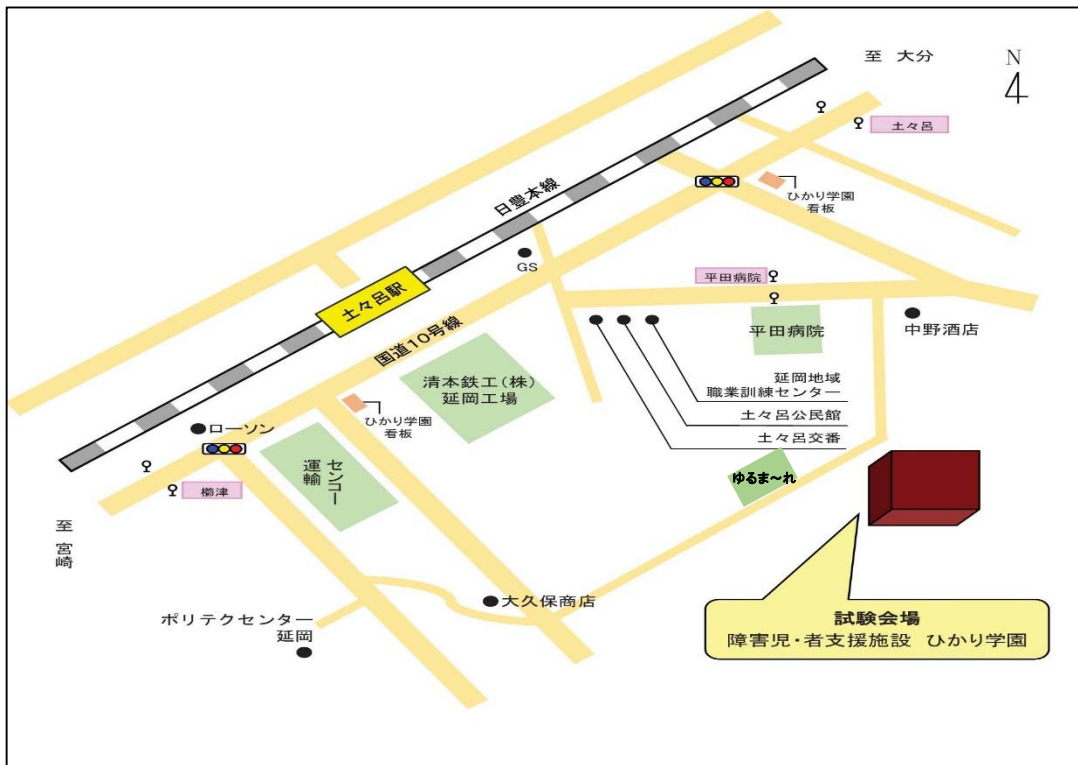 至 大分
N
土々呂
日豊本線
ひかり学園
看板
GS
平田病院
土々呂駅
国道10号線
平田病院
中野酒店
清本鉄工(株)
延岡工場
延岡地域
職業訓練センター
土々呂公民館
土々呂交番
ひかり学園
看板
ローソン
センコー
運輸
ゆるま～れ
櫛津
至 宮崎
大久保商店
ポリテクセンター
延岡
試験会場
障害児・者支援施設 ひかり学園